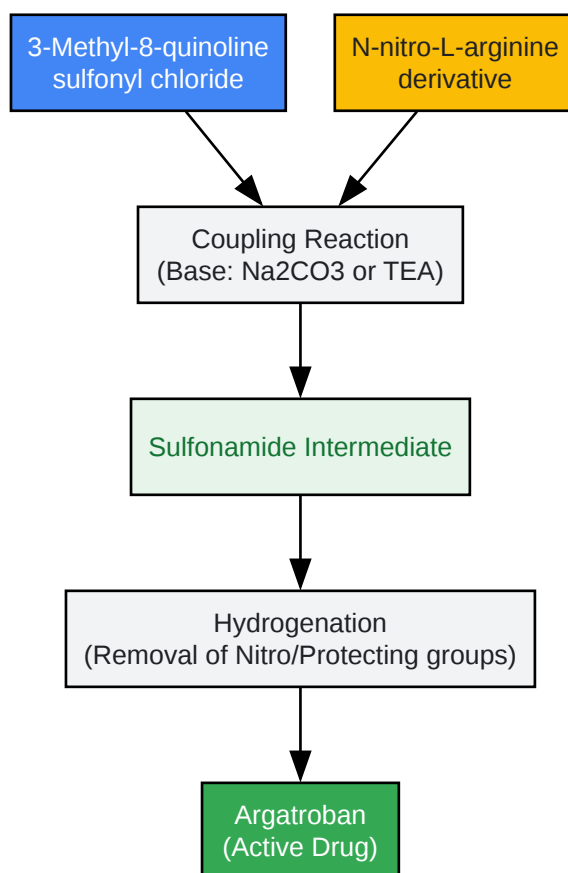 3-Methyl-8-quinoline
sulfonyl chloride
N-nitro-L-arginine
derivative
Coupling Reaction
(Base: Na2CO3 or TEA)
Sulfonamide Intermediate
Hydrogenation
(Removal of Nitro/Protecting groups)
Argatroban
(Active Drug)